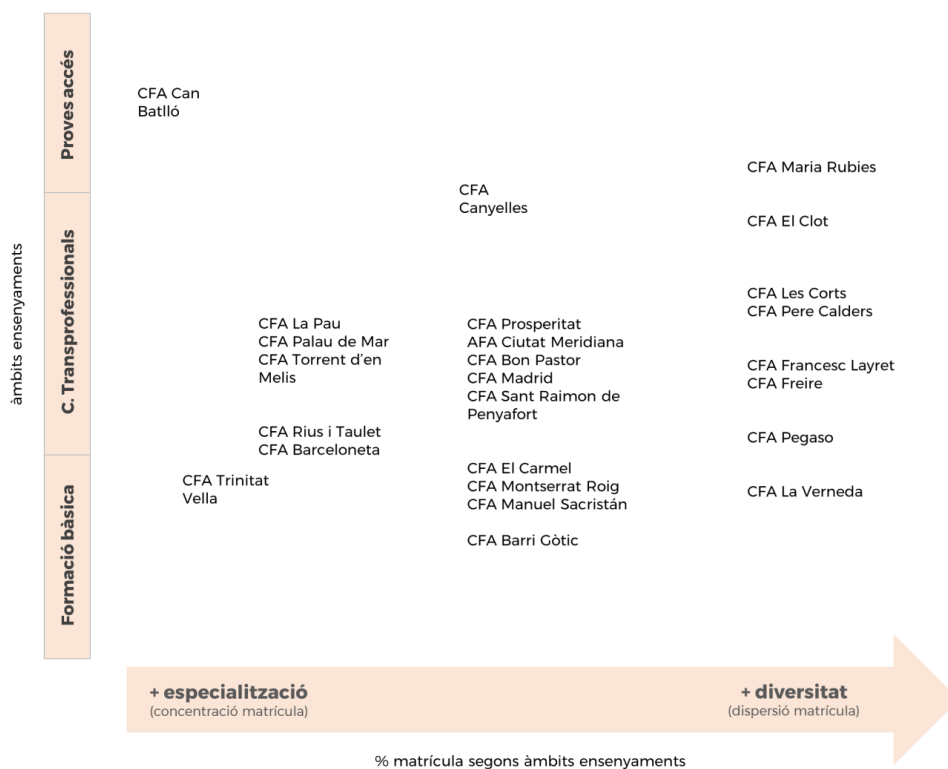 àmbits ensenyaments
Proves accés
C. Transprofessionals
Formació bàsica
CFA Can
Batlló
CFA Trinitat
Vella
CFA La Pau
CFA Palau de Mar
CFA Torrent d'en
Melis
CFA Rius i Taulet
CFA Barceloneta
CFA
Canyelles
CFA Prosperitat
AFA Ciutat Meridiana
CFA Bon Pastor
CFA Madrid
CFA Sant Raimon de
Penyafort
CFA El Carmel
CFA Montserrat Roig
CFA Manuel Sacristán
CFA Barri Gòtic
CFA Maria Rubies
CFA El Clot
CFA Les Corts
CFA Pere Calders
CFA Francesc Layret
CFA Freire
CFA Pegaso
CFA La Verneda
+ especialització
(concentració matrícula)
+ diversitat
(dispersió matrícula)
% matrícula segons àmbits ensenyaments